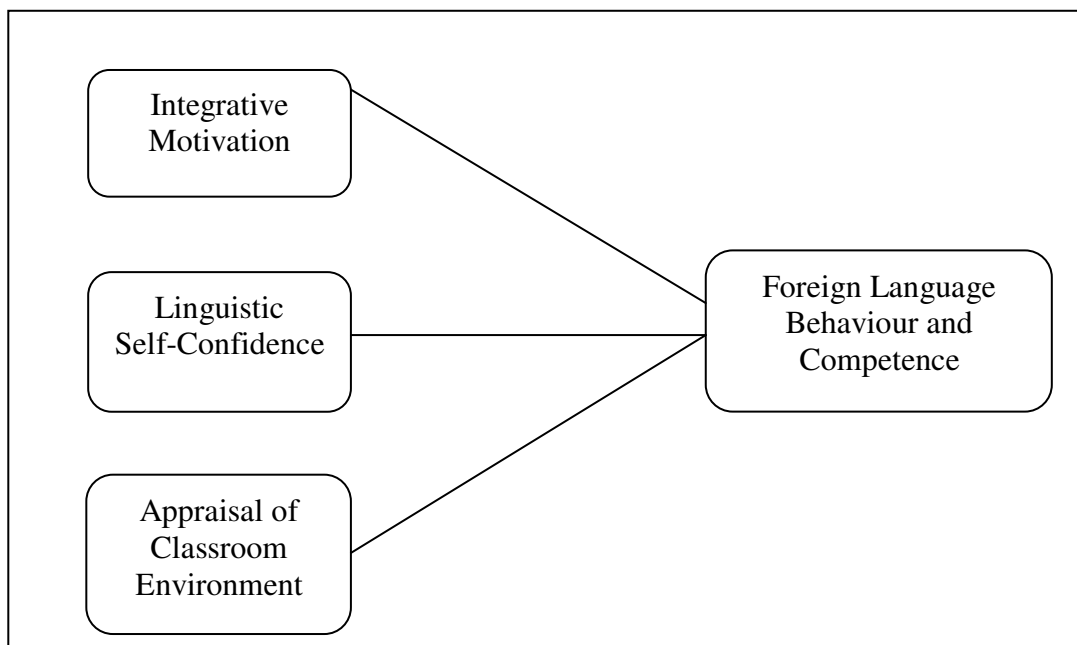 Integrative
Motivation
Linguistic
Self-Confidence
Appraisal of
Classroom
Environment
Foreign Language
Behaviour and
Competence